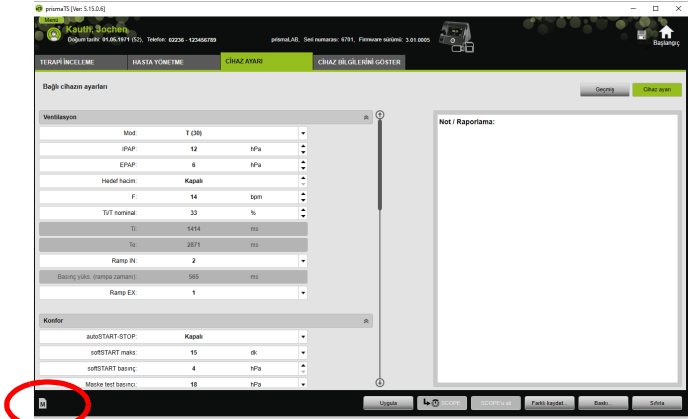 prismaTS [Ver: 5.15.0.6]
Menü
Kauth, Jochen
Doğum tarihi: 01.05.1971 (52), Telefon: 02236 - 123456789
prismaLAB, Seri numarası: 6701, Firmware sürümü: 3.01.0005
Başlangıç
TERAPİ İNCELEME HASTA YÖNETME CİHAZ AYARI CİHAZ BİLGİLERİNİ GÖSTER
Bağlı cihazın ayarları
Geçmiş Cihaz ayarı
Ventilasyon
Mod: T (30)
IPAP: 12 hPa
EPAP: 6 hPa
Hedef hacim: Kapalı
F: 14 bpm
Ti/T nominal: 33 %
Ti: 1414 ms
Te: 2871 ms
Ramp IN: 2
Basınç yüks. (rampa zamanı): 565 ms
Ramp EX: 1
Konfor
autoSTART-STOP: Kapalı
softSTART maks: 15 dk
softSTART basınç: 4 hPa
Maske test basıncı: 18 hPa
Not / Raporlama:
M
Uygula SCOPE SCOPE'u sil Farklı kaydet... Baskı... Sıfırla